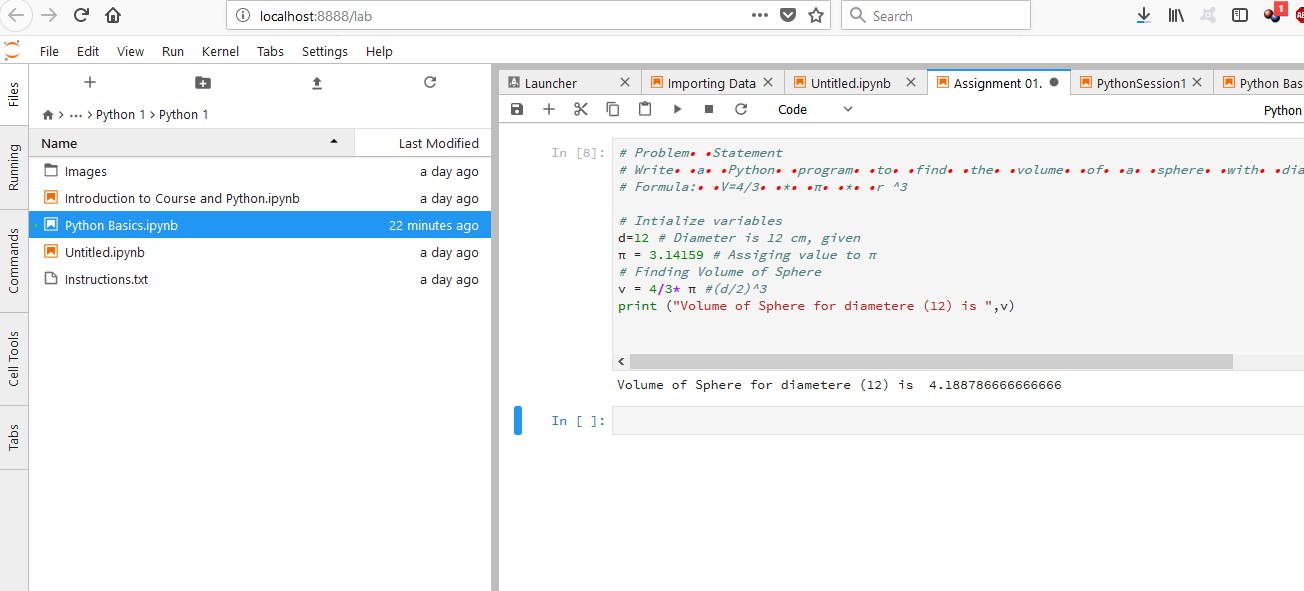 localhost:8888/lab
Search
1
File Edit View Run Kernel Tabs Settings Help
Files
Running
Commands
Cell Tools
Tabs
Python 1 > Python 1
Name Last Modified
Images a day ago
Introduction to Course and Python.ipynb a day ago
Python Basics.ipynb 22 minutes ago
Untitled.ipynb a day ago
Instructions.txt a day ago
Launcher Importing Data Untitled.ipynb Assignment 01. PythonSession1 Python Bas
Code Python
In [8]:
# Problem• •Statement
# Write• •a• •Python• •program• •to• •find• •the• •volume• •of• •a• •sphere• •with• •dia
# Formula:• •V=4/3• •*• •π• •*• •r ^3
# Intialize variables
d=12 # Diameter is 12 cm, given
π = 3.14159 # Assiging value to π
# Finding Volume of Sphere
v = 4/3* π #(d/2)^3
print ("Volume of Sphere for diametere (12) is ",v)
Volume of Sphere for diametere (12) is  4.188786666666666
In [ ]: